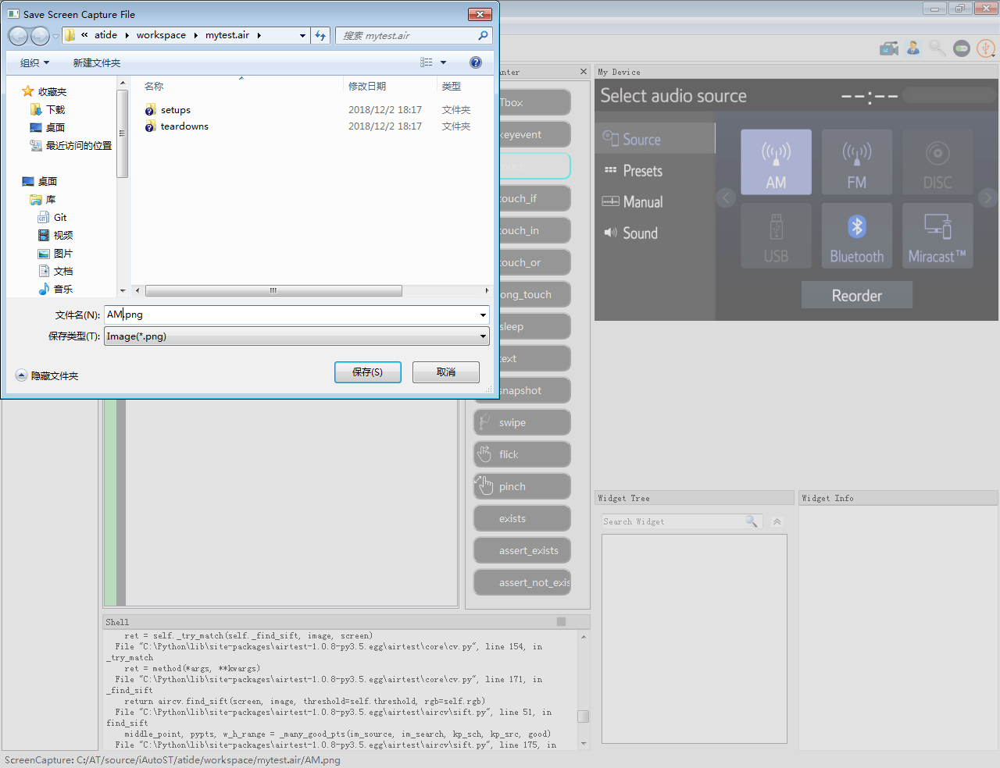 Save Screen Capture File
« atide workspace mytest.air
搜索 mytest.air
组织 新建文件夹
名称 修改日期 类型
收藏夹
下载
桌面
最近访问的位置
桌面
库
Git
视频
图片
文档
音乐
setups 2018/12/2 18:17 文件夹
teardowns 2018/12/2 18:17 文件夹
文件名(N): AM.png
保存类型(T): Image(*.png)
隐藏文件夹
保存(S) 取消
nter
Tbox
keyevent
touch
touch_if
touch_in
touch_or
ong_touch
sleep
text
snapshot
swipe
flick
pinch
exists
assert_exists
assert_not_exis
My Device
Select audio source --:--
Source
Presets
Manual
Sound
AM FM DISC
USB Bluetooth Miracast™
Reorder
Widget Tree
Search Widget
Widget Info
Shell
ret = self._try_match(self._find_sift, image, screen)
File "C:\Python\lib\site-packages\airtest-1.0.8-py3.5.egg\airtest\core\cv.py", line 154, in
_try_match
ret = method(*args, **kwargs)
File "C:\Python\lib\site-packages\airtest-1.0.8-py3.5.egg\airtest\core\cv.py", line 171, in
_find_sift
return aircv.find_sift(screen, image, threshold=self.threshold, rgb=self.rgb)
File "C:\Python\lib\site-packages\airtest-1.0.8-py3.5.egg\airtest\aircv\sift.py", line 51, in
find_sift
middle_point, pypts, w_h_range = _many_good_pts(im_source, im_search, kp_sch, kp_src, good)
File "C:\Python\lib\site-packages\airtest-1.0.8-py3.5.egg\airtest\aircv\sift.py", line 175, in
ScreenCapture: C:/AT/source/iAutoST/atide/workspace/mytest.air/AM.png